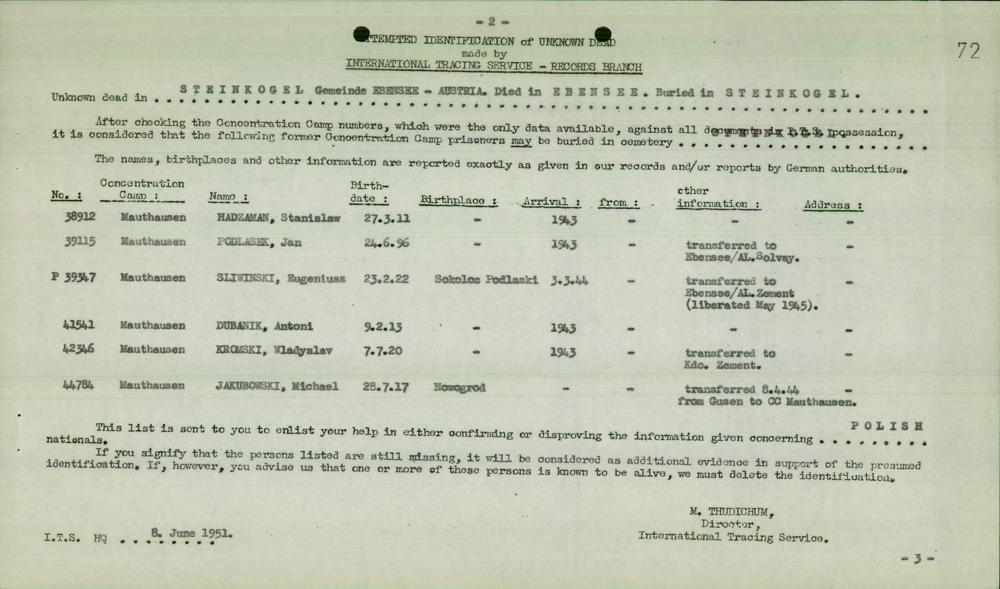 - 2 -
72
ATTEMPTED IDENTIFICATION of UNKNOWN DEAD
made by
INTERNATIONAL TRACING SERVICE - RECORDS BRANCH
Unknown dead in . . STEINKOGEL Gemeinde EBENSEE - AUSTRIA. Died in EBENSEE. Buried in STEINKOGEL.
After checking the Concentration Camp numbers, which were the only data available, against all documents in I.T.S. possession,
it is considered that the following former Concentration Camp prisoners may be buried in cemetery . . . . . . . . . . . . . . . .
The names, birthplaces and other information are reported exactly as given in our records and/or reports by German authorities.
No. : Concentration Camp : Name : Birth-date : Birthplace : Arrival : from : other information : Address :
38912 Mauthausen HADZAMAN, Stanislaw 27.3.11 - 1943 - - -
39115 Mauthausen PODLASEK, Jan 24.6.96 - 1943 - transferred to -
Ebensee/AL.Solvay.
P 39347 Mauthausen SLIWINSKI, Eugeniusz 23.2.22 Sokolos Podlaski 3.3.44 - transferred to -
Ebensee/AL.Zement
(liberated May 1945).
41541 Mauthausen DUBANIK, Antoni 9.2.13 - 1943 - - -
42346 Mauthausen KROMSKI, Wladyslav 7.7.20 - 1943 - transferred to -
Kdo. Zement.
44784 Mauthausen JAKUBOWSKI, Michael 28.7.17 Nowogrod - - transferred 8.4.44 -
from Gusen to CC Mauthausen.
This list is sent to you to enlist your help in either confirming or disproving the information given concerning POLISH
nationals.
If you signify that the persons listed are still missing, it will be considered as additional evidence in support of the presumed
identification. If, however, you advise us that one or more of these persons is known to be alive, we must delete the identification.
M. THUDICHUM,
Director,
International Tracing Service.
I.T.S. HQ . . 8. June 1951.
- 3 -